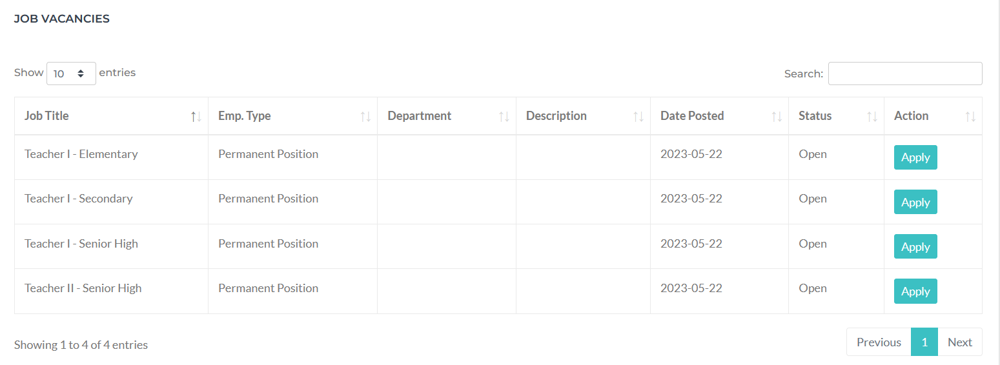 JOB VACANCIES
Show 10 entries
Search:
Job Title Emp. Type Department Description Date Posted Status Action
Teacher I - Elementary Permanent Position 2023-05-22 Open Apply
Teacher I - Secondary Permanent Position 2023-05-22 Open Apply
Teacher I - Senior High Permanent Position 2023-05-22 Open Apply
Teacher II - Senior High Permanent Position 2023-05-22 Open Apply
Showing 1 to 4 of 4 entries
Previous 1 Next